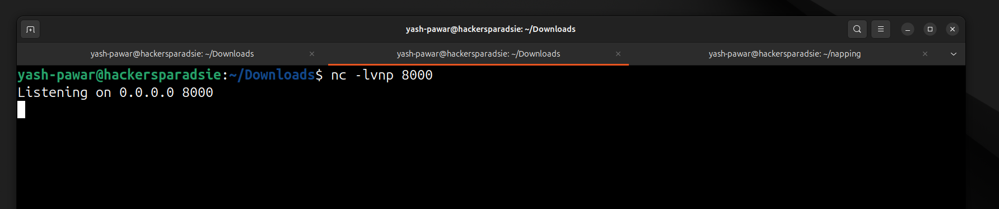 yash-pawar@hackersparadsie: ~/Downloads
yash-pawar@hackersparadsie: ~/Downloads
yash-pawar@hackersparadsie: ~/Downloads
yash-pawar@hackersparadsie: ~/napping
yash-pawar@hackersparadsie:~/Downloads$ nc -lvnp 8000
Listening on 0.0.0.0 8000